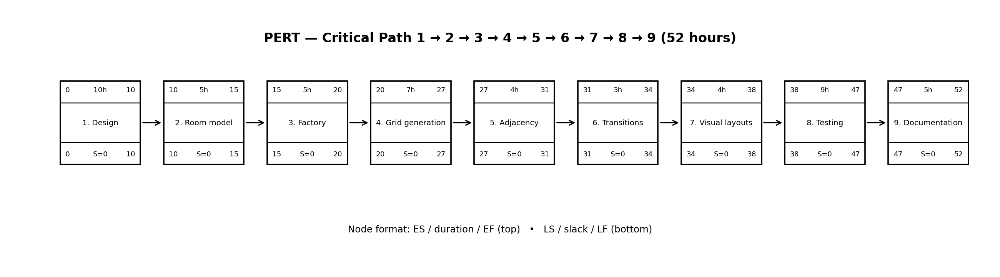 PERT — Critical Path 1 → 2 → 3 → 4 → 5 → 6 → 7 → 8 → 9 (52 hours)
0 10h 10
1. Design
0 S=0 10
10 5h 15
2. Room model
10 S=0 15
15 5h 20
3. Factory
15 S=0 20
20 7h 27
4. Grid generation
20 S=0 27
27 4h 31
5. Adjacency
27 S=0 31
31 3h 34
6. Transitions
31 S=0 34
34 4h 38
7. Visual layouts
34 S=0 38
38 9h 47
8. Testing
38 S=0 47
47 5h 52
9. Documentation
47 S=0 52
Node format: ES / duration / EF (top) • LS / slack / LF (bottom)